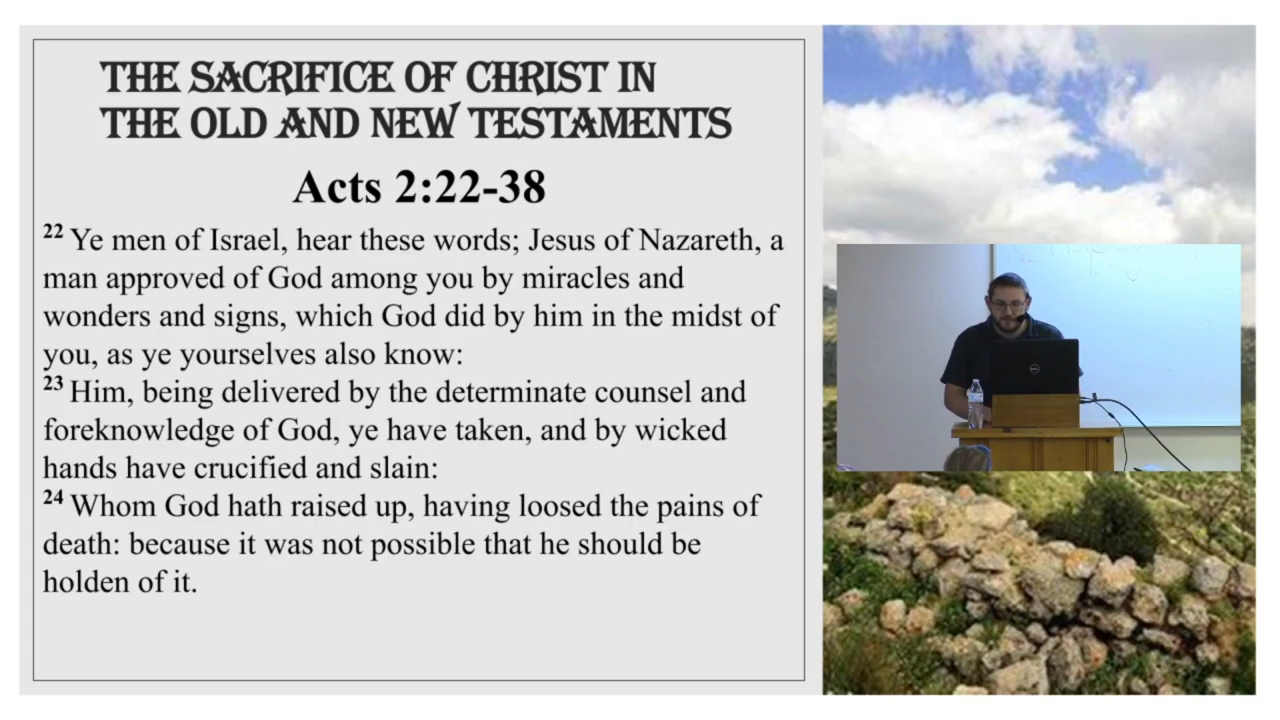 THE SACRIFICE OF CHRIST IN
THE OLD AND NEW TESTAMENTS
Acts 2:22-38
22 Ye men of Israel, hear these words; Jesus of Nazareth, a
man approved of God among you by miracles and
wonders and signs, which God did by him in the midst of
you, as ye yourselves also know:
23 Him, being delivered by the determinate counsel and
foreknowledge of God, ye have taken, and by wicked
hands have crucified and slain:
24 Whom God hath raised up, having loosed the pains of
death: because it was not possible that he should be
holden of it.